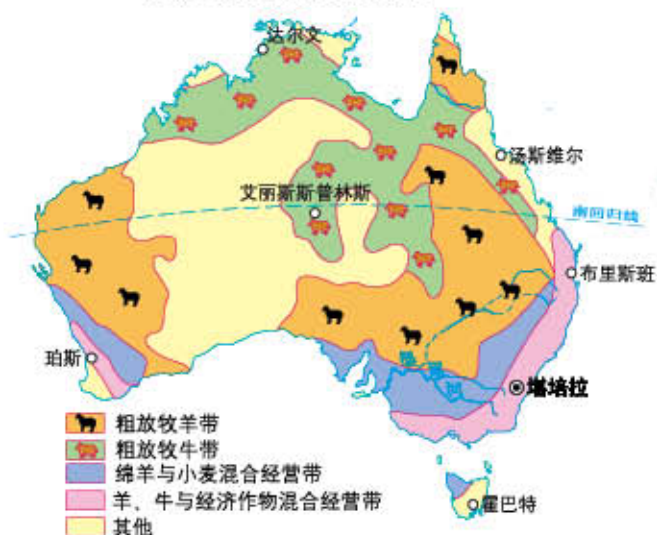 达尔文
汤斯维尔
艾丽斯斯普林斯
南回归线
布里斯班
珀斯
堪培拉
粗放牧羊带
粗放牧牛带
绵羊与小麦混合经营带
羊、牛与经济作物混合经营带
其他
霍巴特